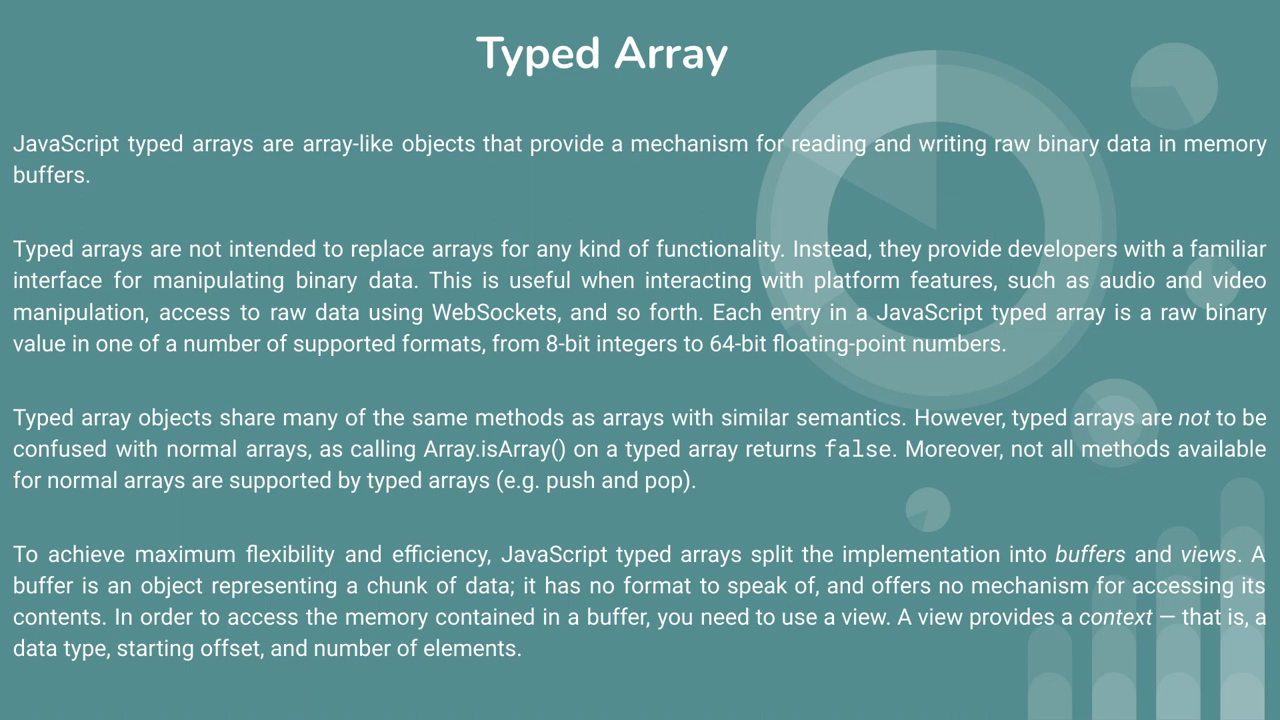 Typed Array
JavaScript typed arrays are array-like objects that provide a mechanism for reading and writing raw binary data in memory
buffers.
Typed arrays are not intended to replace arrays for any kind of functionality. Instead, they provide developers with a familiar
interface for manipulating binary data. This is useful when interacting with platform features, such as audio and video
manipulation, access to raw data using WebSockets, and so forth. Each entry in a JavaScript typed array is a raw binary
value in one of a number of supported formats, from 8-bit integers to 64-bit floating-point numbers.
Typed array objects share many of the same methods as arrays with similar semantics. However, typed arrays are not to be
confused with normal arrays, as calling Array.isArray() on a typed array returns false. Moreover, not all methods available
for normal arrays are supported by typed arrays (e.g. push and pop).
To achieve maximum flexibility and efficiency, JavaScript typed arrays split the implementation into buffers and views. A
buffer is an object representing a chunk of data; it has no format to speak of, and offers no mechanism for accessing its
contents. In order to access the memory contained in a buffer, you need to use a view. A view provides a context — that is, a
data type, starting offset, and number of elements.